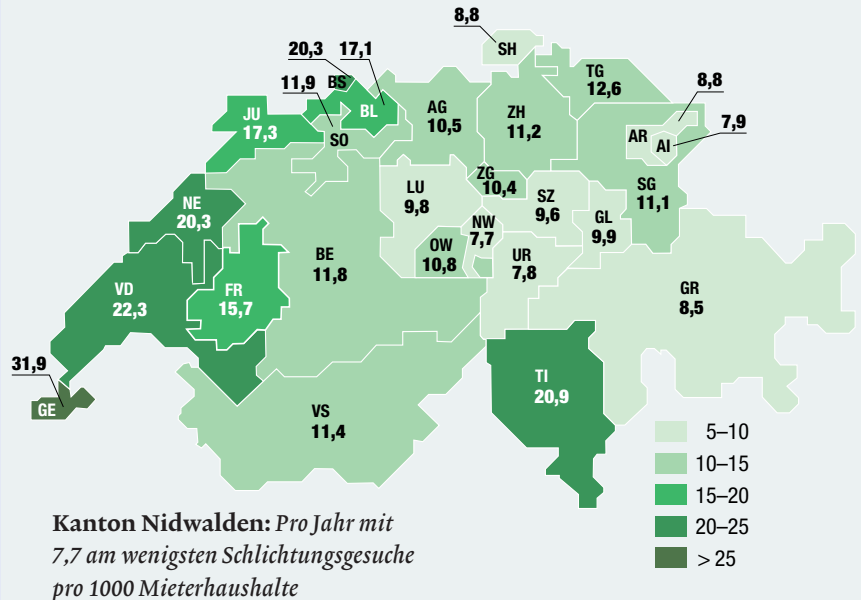 8,8
SH
20,3
17,1
BS
11,9
BL
TG
12,6
8,8
AG
10,5
ZH
11,2
7,9
JU
17,3
SO
AR
AI
ZG
10,4
LU
9,8
SZ
9,6
SG
11,1
NE
20,3
NW
7,7
GL
9,9
OW
10,8
BE
11,8
UR
7,8
VD
22,3
FR
15,7
GR
8,5
31,9
GE
TI
20,9
VS
11,4
5–10
10–15
15–20
20–25
> 25
Kanton Nidwalden: Pro Jahr mit
7,7 am wenigsten Schlichtungsgesuche
pro 1000 Mieterhaushalte